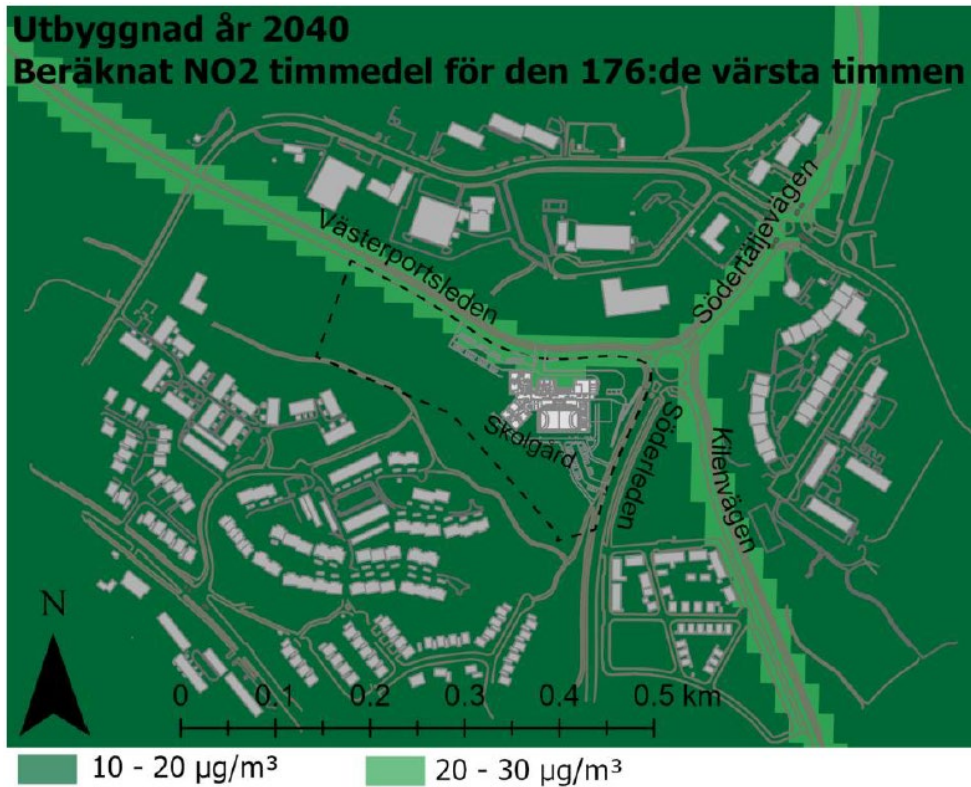 Utbyggnad år 2040
Beräknat NO2 timmedel för den 176:de värsta timmen
Västerportsleden
Södertäljevägen
Skolgård
Söderleden
Kilenvägen
N
0 0.1 0.2 0.3 0.4 0.5 km
10 - 20 µg/m³
20 - 30 µg/m³